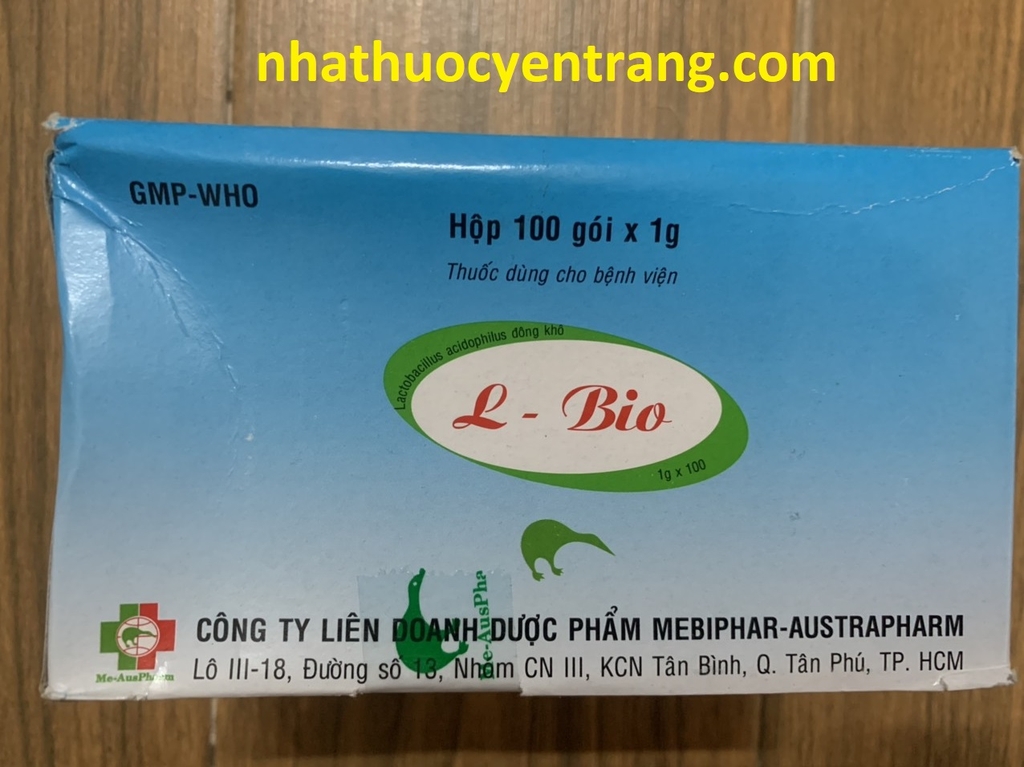 nhathuocyentrang.com
GMP-WHO
Hộp 100 gói x 1g
Thuốc dùng cho bệnh viện
Lactobacillus acidophilus đông khô
L - Bio
1g x 100
Me-AusPha
CÔNG TY LIÊN DOANH DƯỢC PHẨM MEBIPHAR-AUSTRAPHARM
Me-AusPharm
Lô III-18, Đường số 13, Nhóm CN III, KCN Tân Bình, Q. Tân Phú, TP. HCM